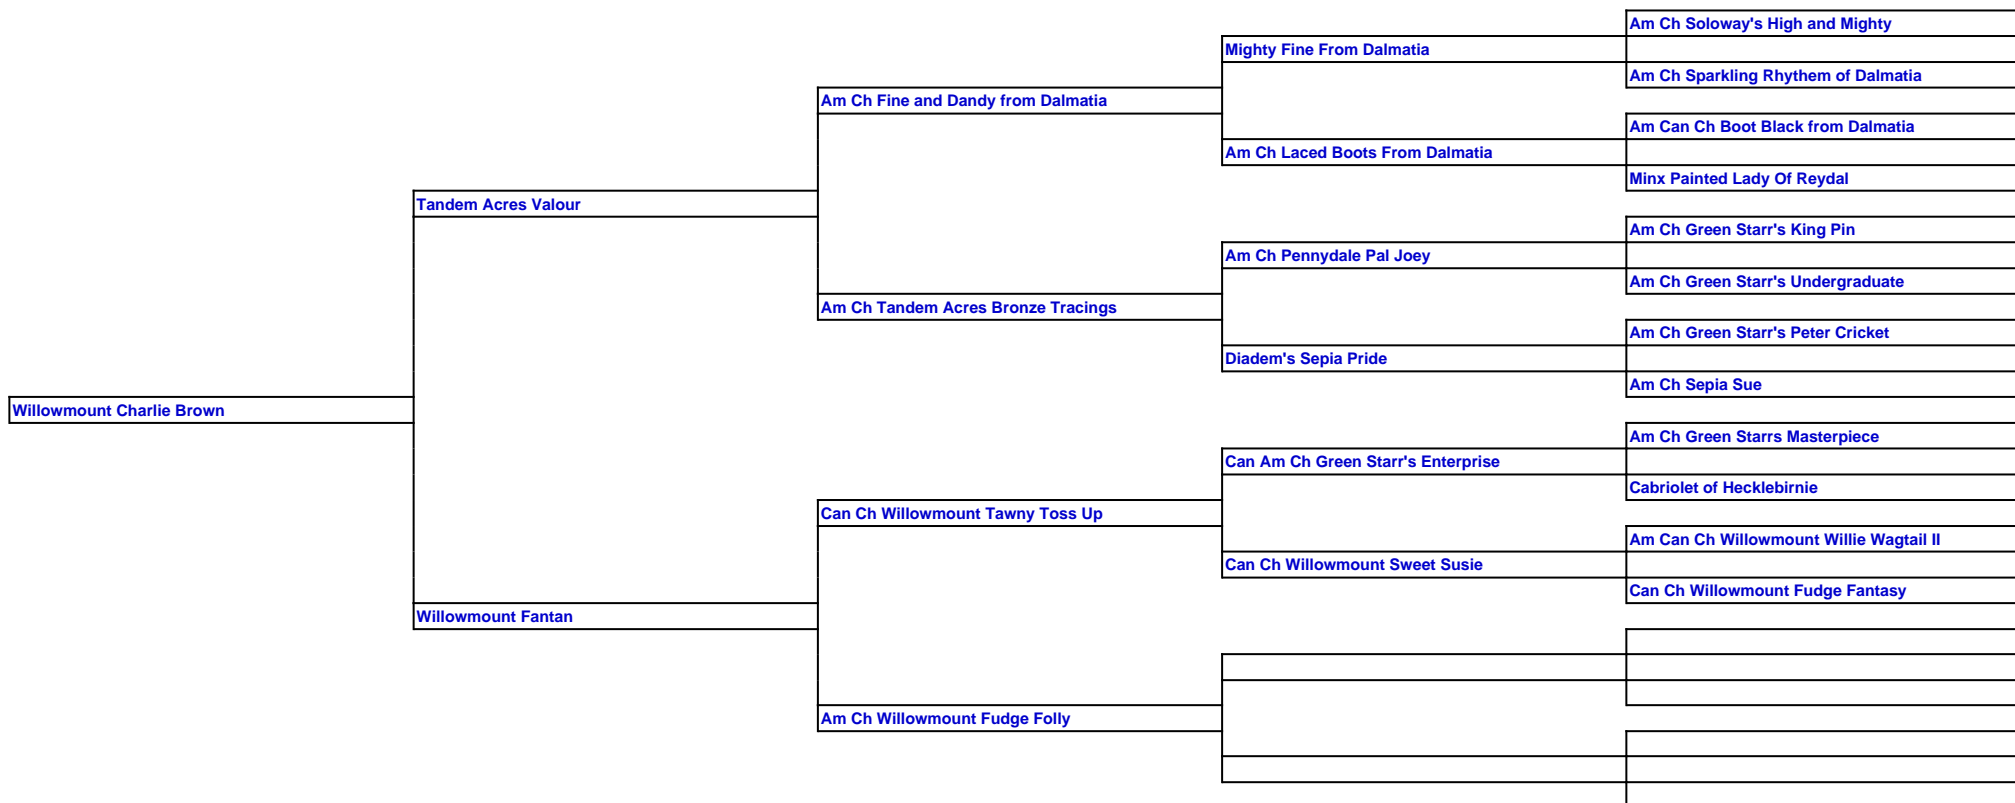 Am Ch Soloway's High and Mighty
Mighty Fine From Dalmatia
Am Ch Sparkling Rhythem of Dalmatia
Am Ch Fine and Dandy from Dalmatia
Am Can Ch Boot Black from Dalmatia
Am Ch Laced Boots From Dalmatia
Minx Painted Lady Of Reydal
Tandem Acres Valour
Am Ch Green Starr's King Pin
Am Ch Pennydale Pal Joey
Am Ch Green Starr's Undergraduate
Am Ch Tandem Acres Bronze Tracings
Am Ch Green Starr's Peter Cricket
Diadem's Sepia Pride
Am Ch Sepia Sue
Willowmount Charlie Brown
Am Ch Green Starrs Masterpiece
Can Am Ch Green Starr's Enterprise
Cabriolet of Hecklebirnie
Can Ch Willowmount Tawny Toss Up
Am Can Ch Willowmount Willie Wagtail II
Can Ch Willowmount Sweet Susie
Can Ch Willowmount Fudge Fantasy
Willowmount Fantan
Am Ch Willowmount Fudge Folly